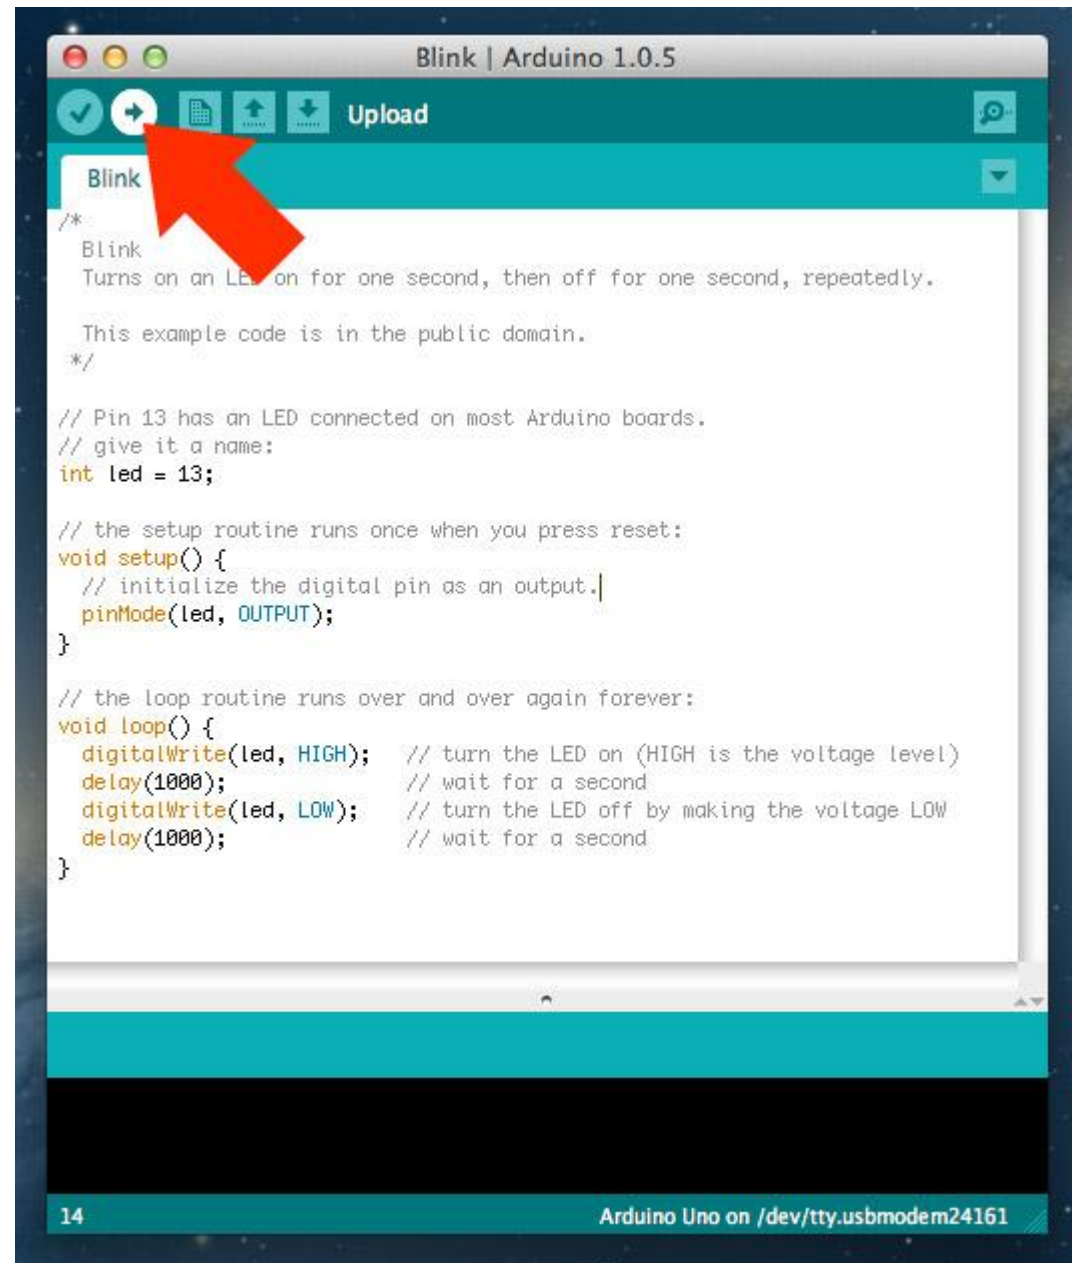 Blink | Arduino 1.0.5
Upload
Blink
/*
  Blink
  Turns on an LED on for one second, then off for one second, repeatedly.

  This example code is in the public domain.
 */

// Pin 13 has an LED connected on most Arduino boards.
// give it a name:
int led = 13;

// the setup routine runs once when you press reset:
void setup() {
  // initialize the digital pin as an output.
  pinMode(led, OUTPUT);
}

// the loop routine runs over and over again forever:
void loop() {
  digitalWrite(led, HIGH);   // turn the LED on (HIGH is the voltage level)
  delay(1000);               // wait for a second
  digitalWrite(led, LOW);    // turn the LED off by making the voltage LOW
  delay(1000);               // wait for a second
}
14
Arduino Uno on /dev/tty.usbmodem24161